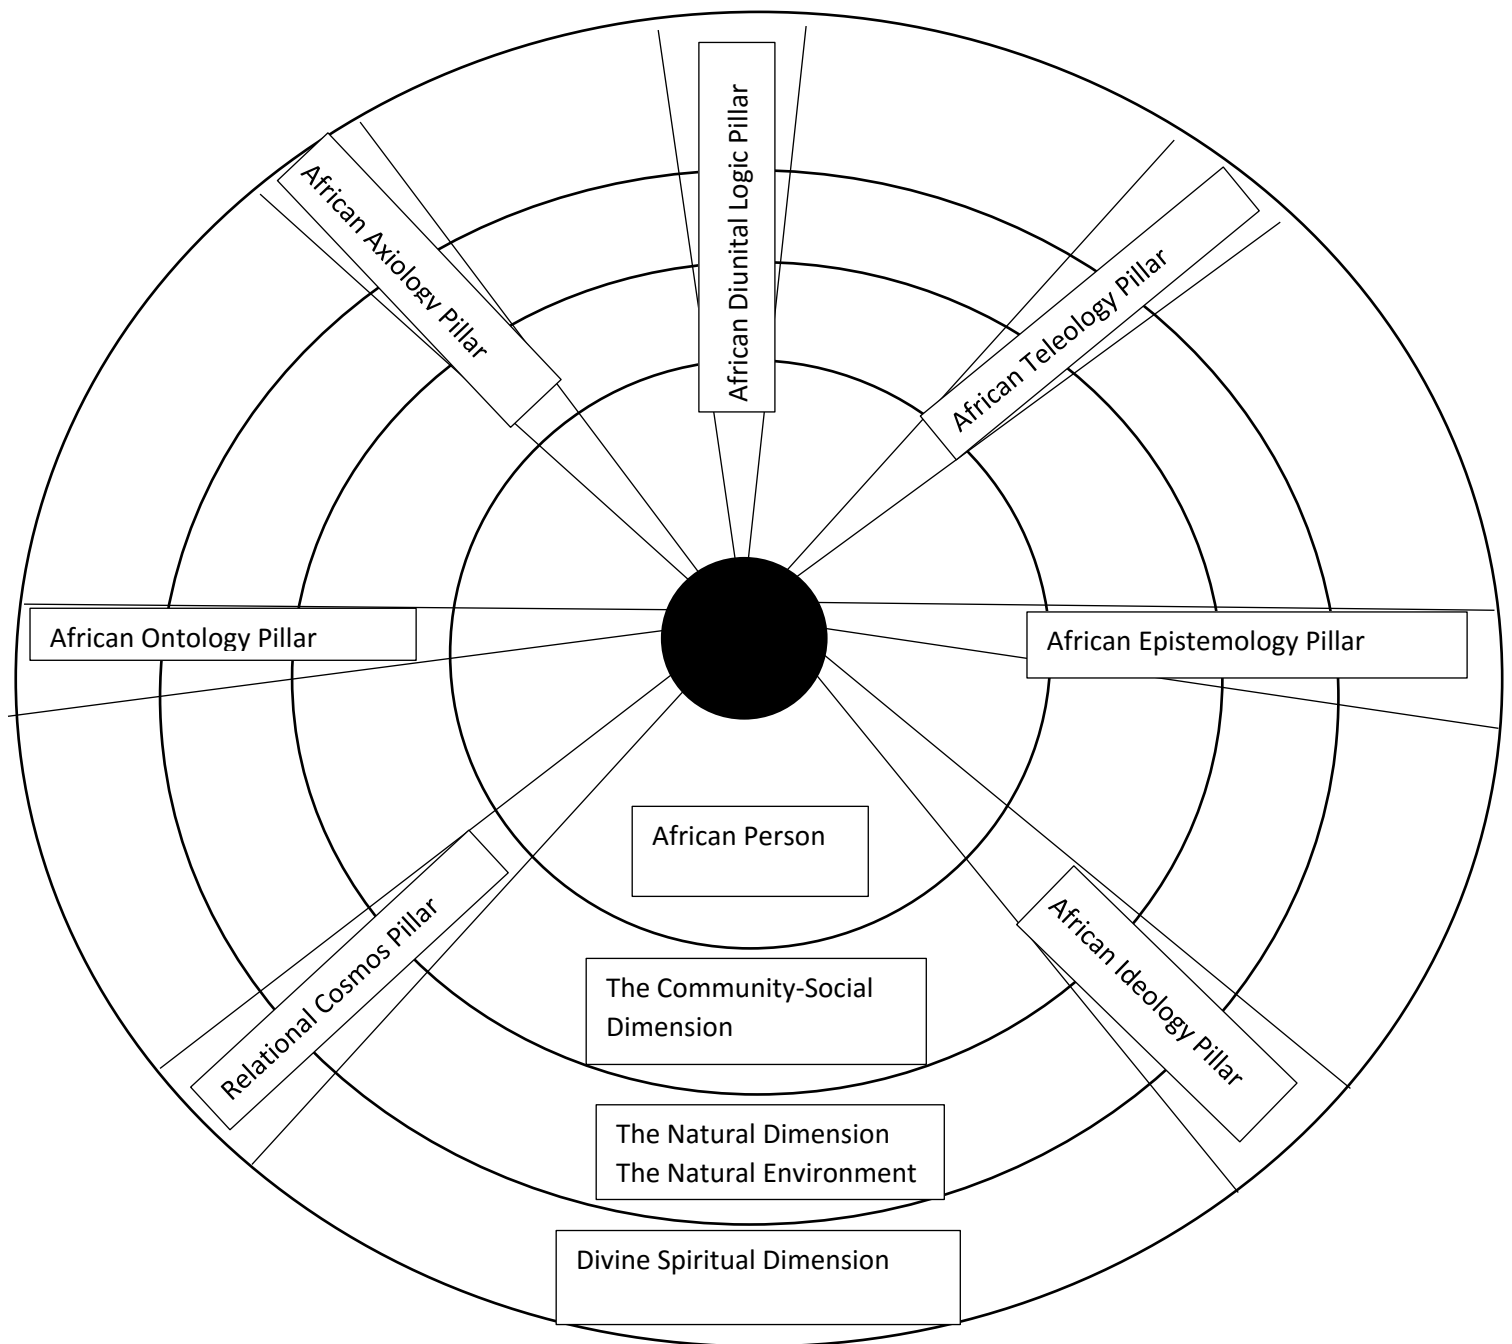 African Diunital Logic Pillar
African Axiology Pillar
African Teleology Pillar
African Ontology Pillar
African Epistemology Pillar
African Person
Relational Cosmos Pillar
African Ideology Pillar
The Community-Social
Dimension
The Natural Dimension
The Natural Environment
Divine Spiritual Dimension